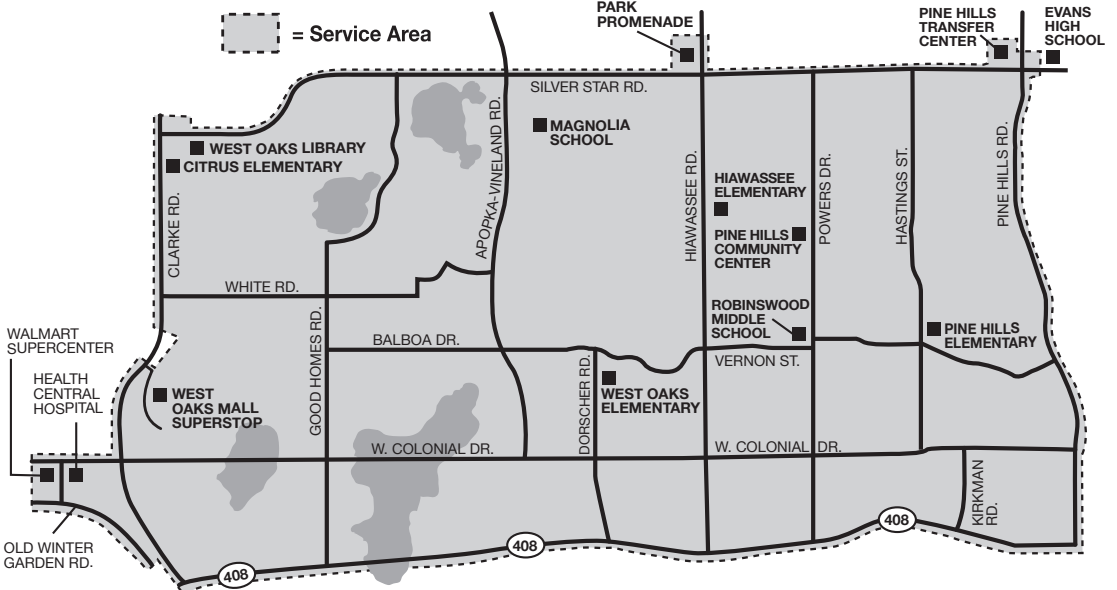 = Service Area
PARK
PROMENADE
PINE HILLS
TRANSFER
CENTER
EVANS
HIGH
SCHOOL
SILVER STAR RD.
MAGNOLIA
SCHOOL
WEST OAKS LIBRARY
CITRUS ELEMENTARY
CLARKE RD.
APOPKA-VINELAND RD.
HIAWASSEE RD.
HIAWASSEE
ELEMENTARY
PINE HILLS
COMMUNITY
CENTER
POWERS DR.
HASTINGS ST.
PINE HILLS RD.
WHITE RD.
GOOD HOMES RD.
BALBOA DR.
ROBINSWOOD
MIDDLE
SCHOOL
PINE HILLS
ELEMENTARY
VERNON ST.
WALMART
SUPERCENTER
HEALTH
CENTRAL
HOSPITAL
WEST
OAKS MALL
SUPERSTOP
DORSCHER RD.
WEST OAKS
ELEMENTARY
W. COLONIAL DR.
W. COLONIAL DR.
KIRKMAN
RD.
OLD WINTER
GARDEN RD.
408
408
408